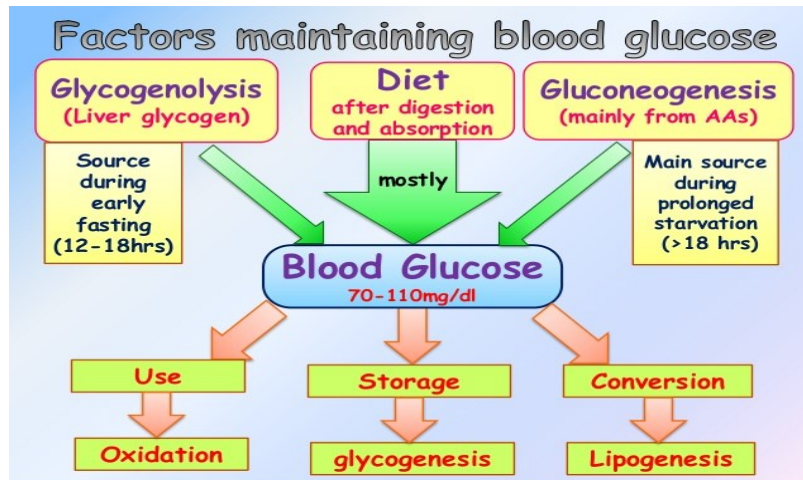 Factors maintaining blood glucose
Glycogenolysis
(Liver glycogen)
Diet
after digestion
and absorption
Gluconeogenesis
(mainly from AAs)
Source
during
early
fasting
(12-18hrs)
mostly
Main source
during
prolonged
starvation
(>18 hrs)
Blood Glucose
70-110mg/dl
Use
Storage
Conversion
Oxidation
glycogenesis
Lipogenesis